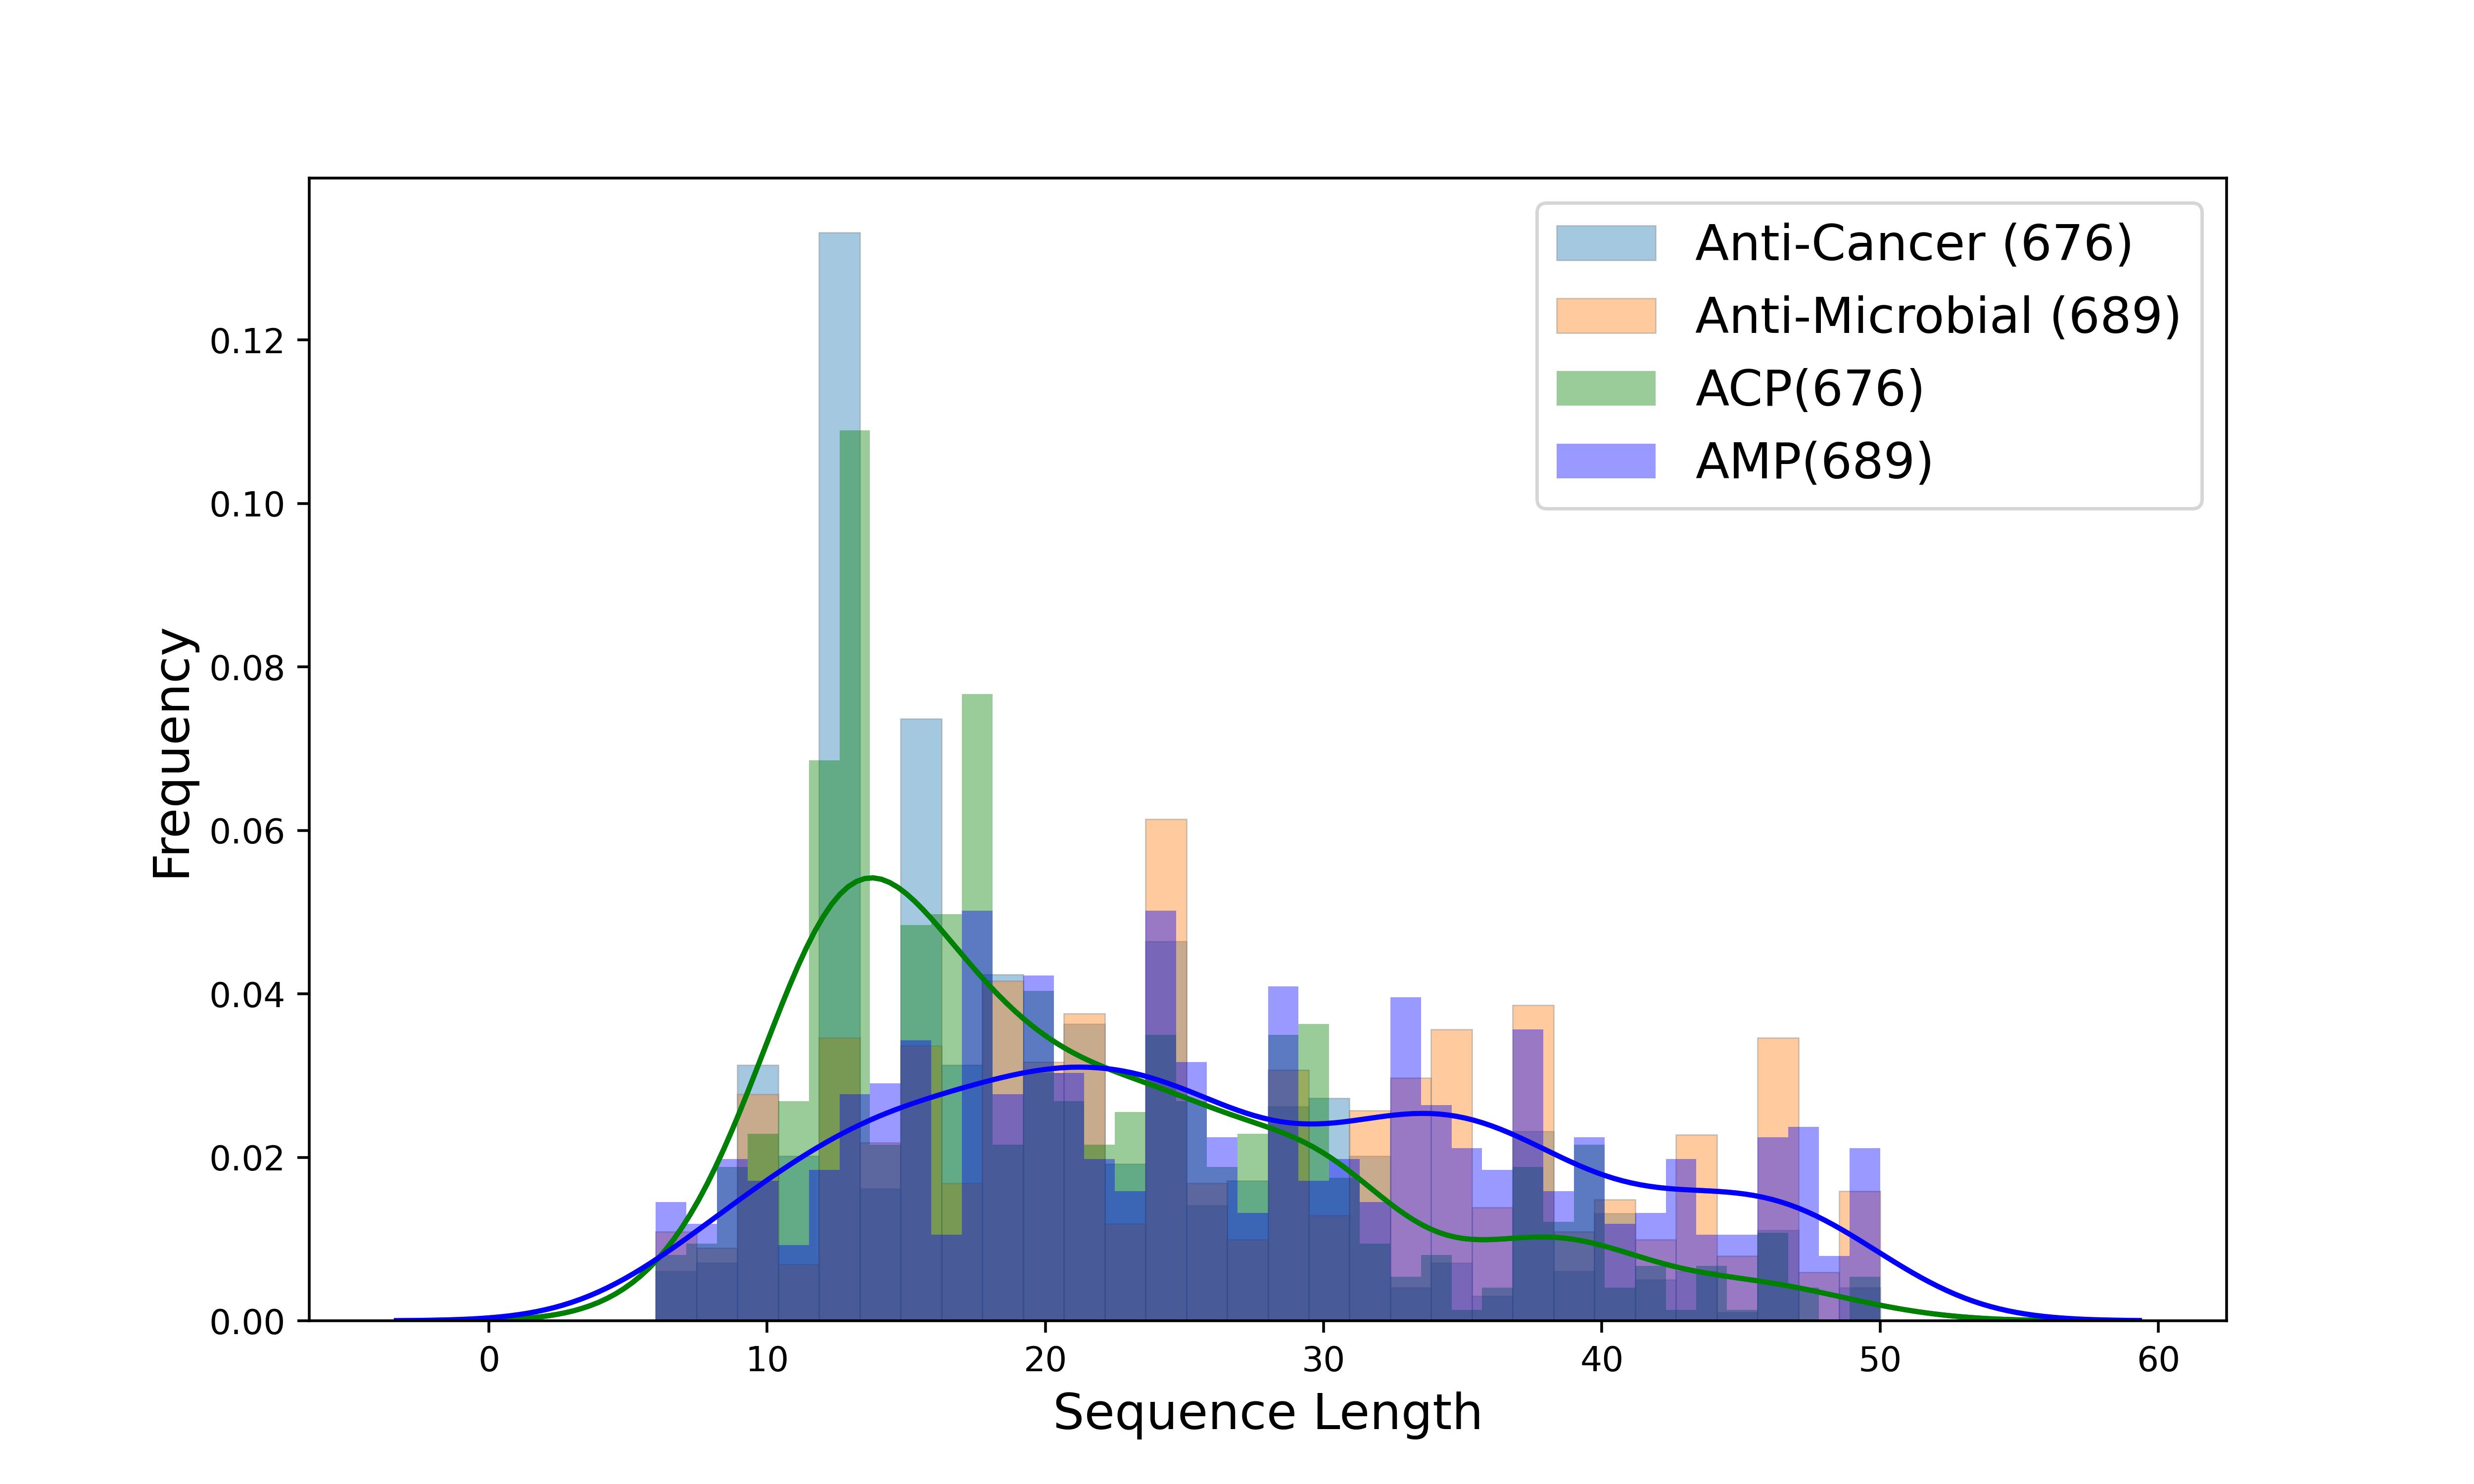 Anti-Cancer (676)
Anti-Microbial (689)
ACP(676)
AMP(689)
Frequency
0.12
0.10
0.08
0.06
0.04
0.02
0.00
0 10 20 30 40 50 60
Sequence Length